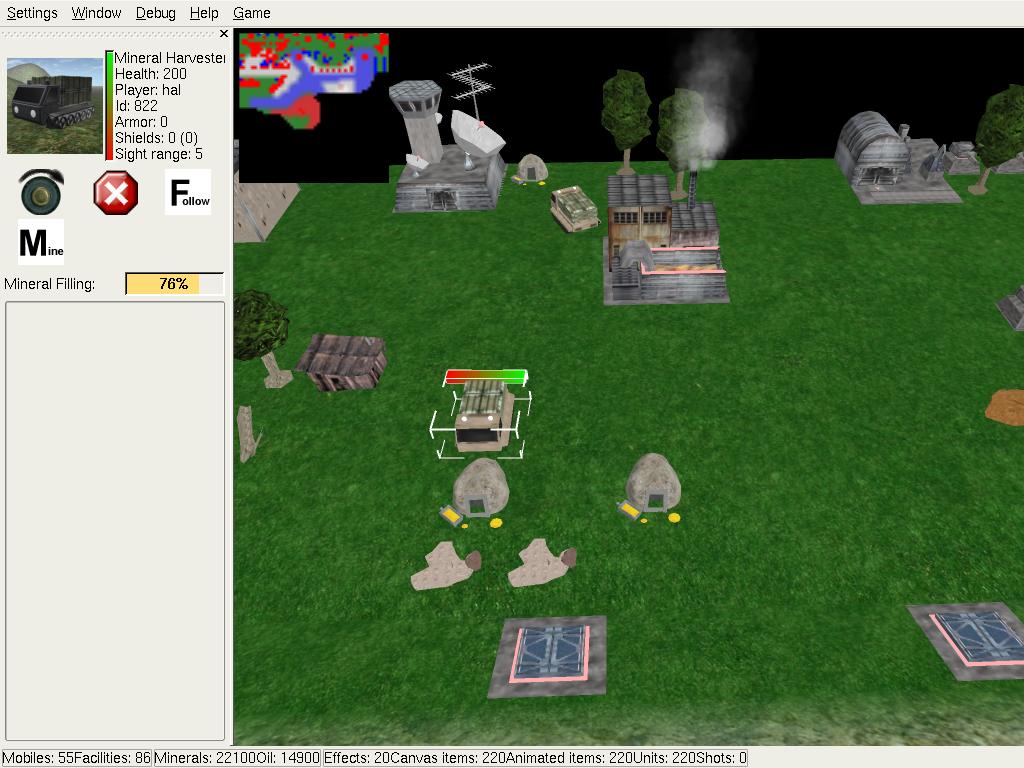 Settings Window Debug Help Game
Mineral Harvester
Health: 200
Player: hal
Id: 822
Armor: 0
Shields: 0 (0)
Sight range: 5
Follow
Mine
Mineral Filling: 76%
Mobiles: 55Facilities: 86 Minerals: 22100Oil: 14900 Effects: 20Canvas items: 220Animated items: 220Units: 220Shots: 0